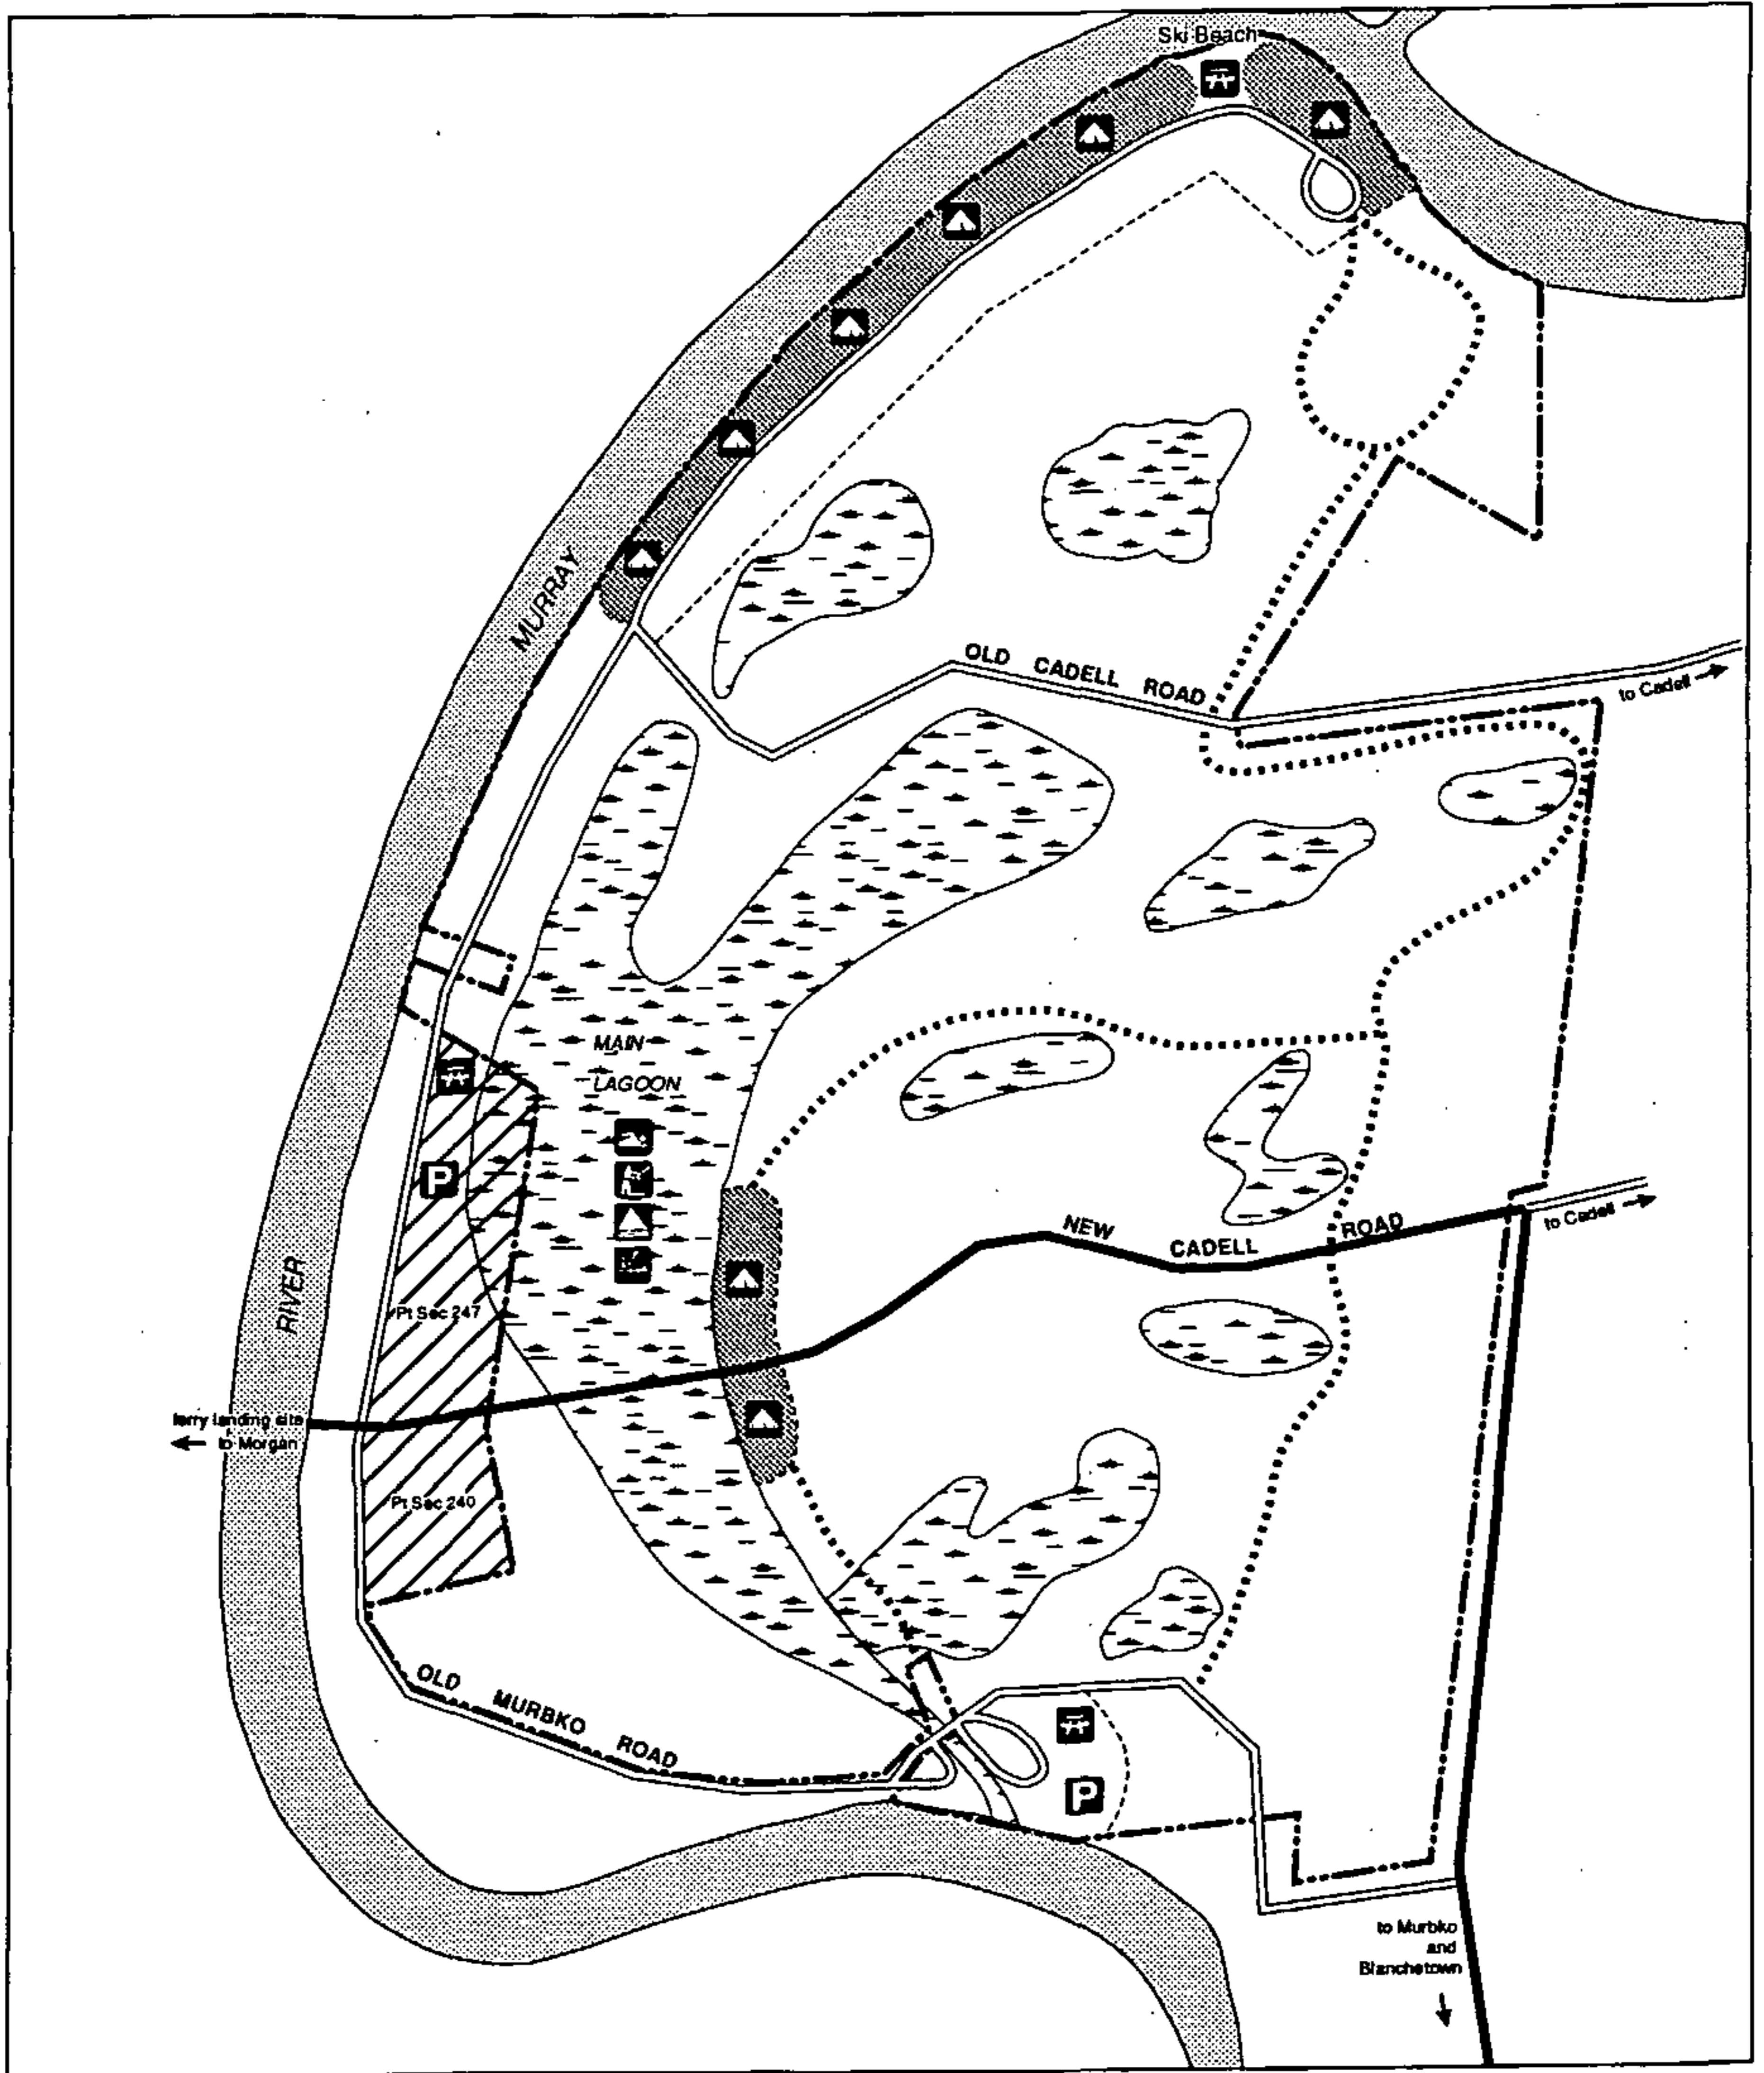 Ski Beach
MURRAY
OLD CADELL ROAD
to Cadell
MAIN
LAGOON
P
NEW CADELL ROAD
to Cadell
RIVER
Pt Sec 247
ferry landing site
to Morgan
Pt Sec 240
OLD MURBKO ROAD
P
to Murbko
and
Blanchetown